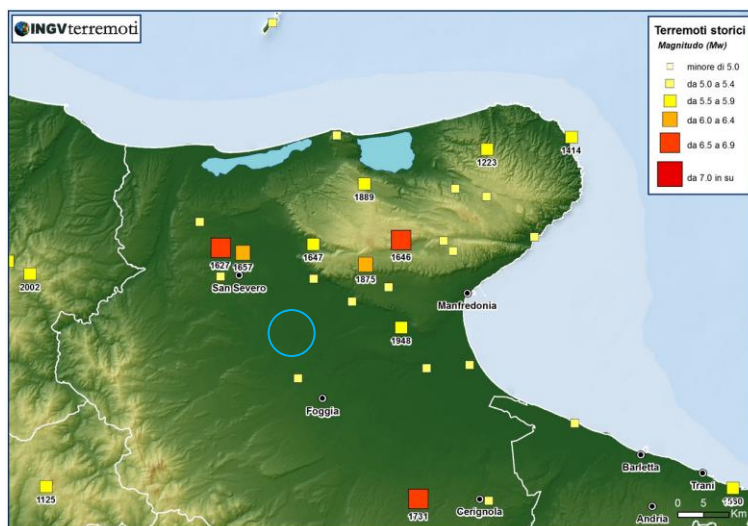 INGVterremoti
Terremoti storici
Magnitudo (Mw)
minore di 5.0
da 5.0 a 5.4
da 5.5 a 5.9
da 6.0 a 6.4
da 6.5 a 6.9
da 7.0 in su
1414
1223
1889
1627
1657
1647
1646
1875
2002
San Severo
Manfredonia
1948
Foggia
Barletta
Trani
1125
1731
Cerignola
Andria
1560
0 5 10
Km